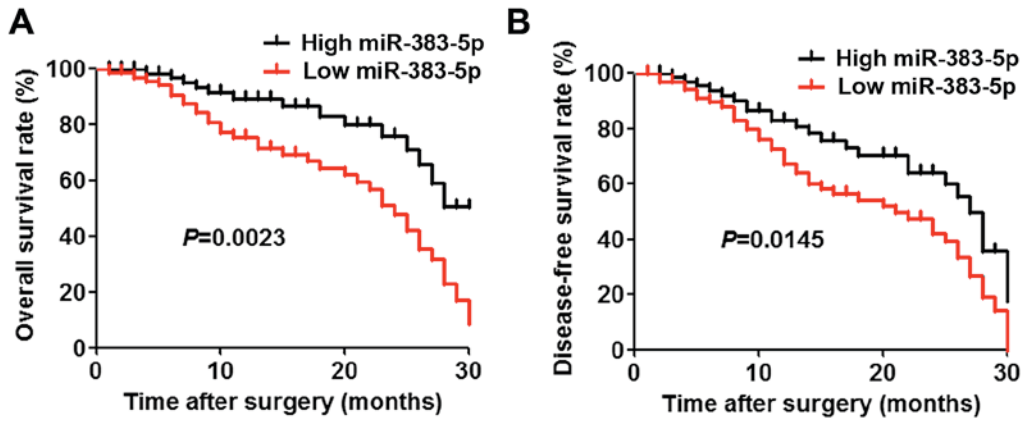 A
High miR-383-5p
Low miR-383-5p
Overall survival rate (%)
100
80
60
40
20
0
P=0.0023
0 10 20 30
Time after surgery (months)
B
High miR-383-5p
Low miR-383-5p
Disease-free survival rate (%)
100
80
60
40
20
0
P=0.0145
0 10 20 30
Time after surgery (months)